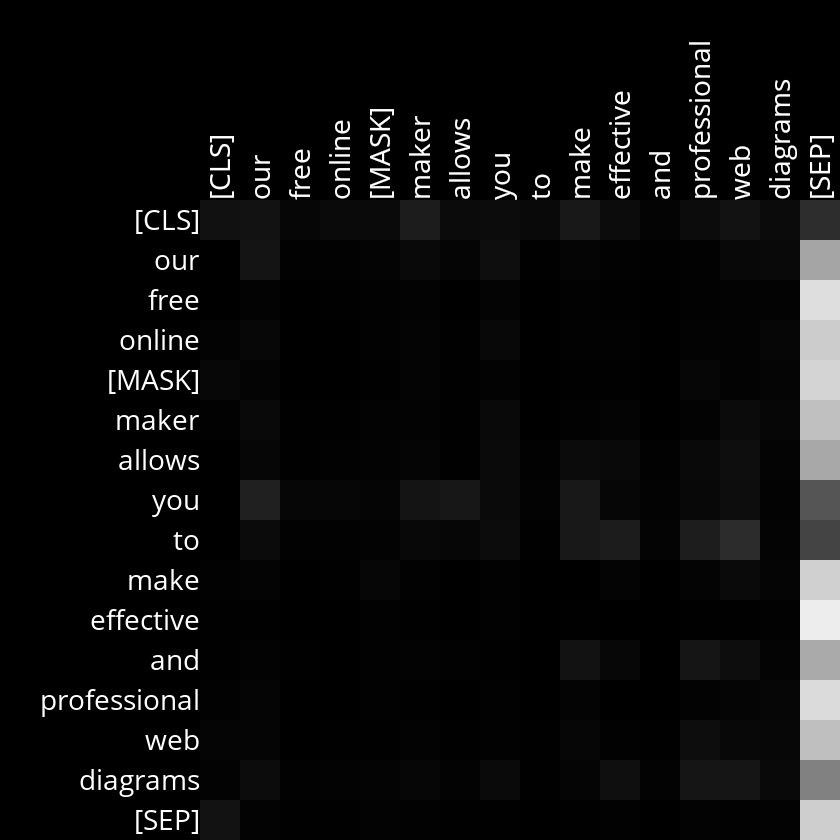 [CLS]
our
free
online
[MASK]
maker
allows
you
to
make
effective
and
professional
web
diagrams
[SEP]
[CLS]
our
free
online
[MASK]
maker
allows
you
to
make
effective
and
professional
web
diagrams
[SEP]